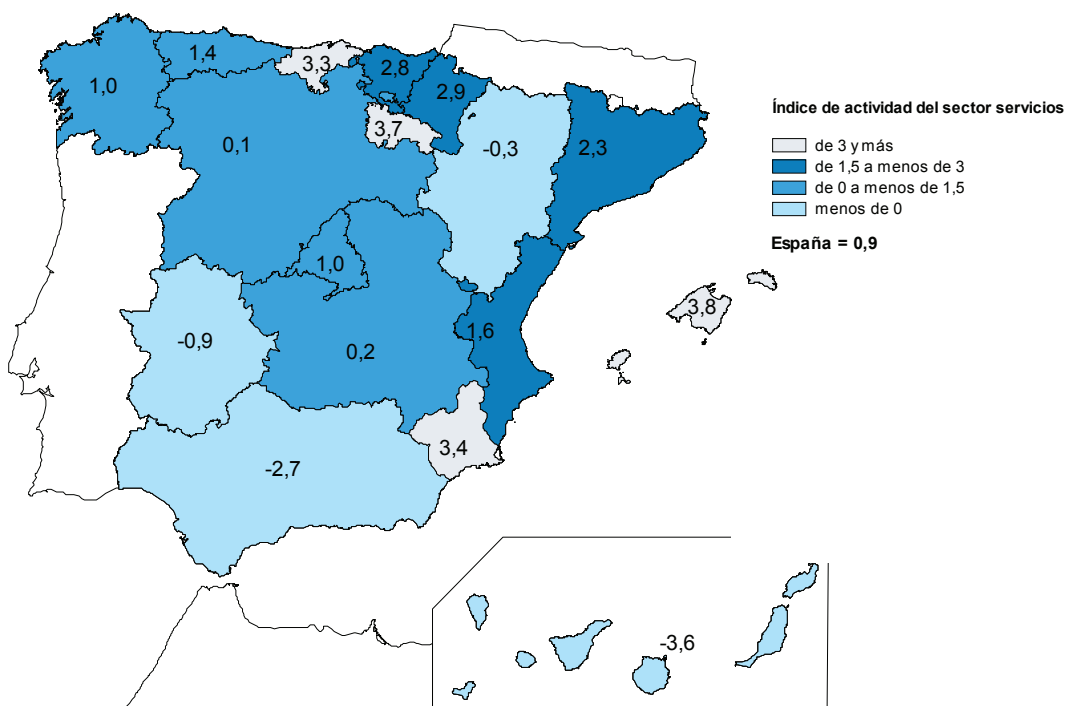 1,4
3,3
2,8
1,0
2,9
3,7
0,1
-0,3
2,3
1,0
3,8
-0,9
0,2
1,6
3,4
-2,7
-3,6
Índice de actividad del sector servicios
de 3 y más
de 1,5 a menos de 3
de 0 a menos de 1,5
menos de 0
España = 0,9